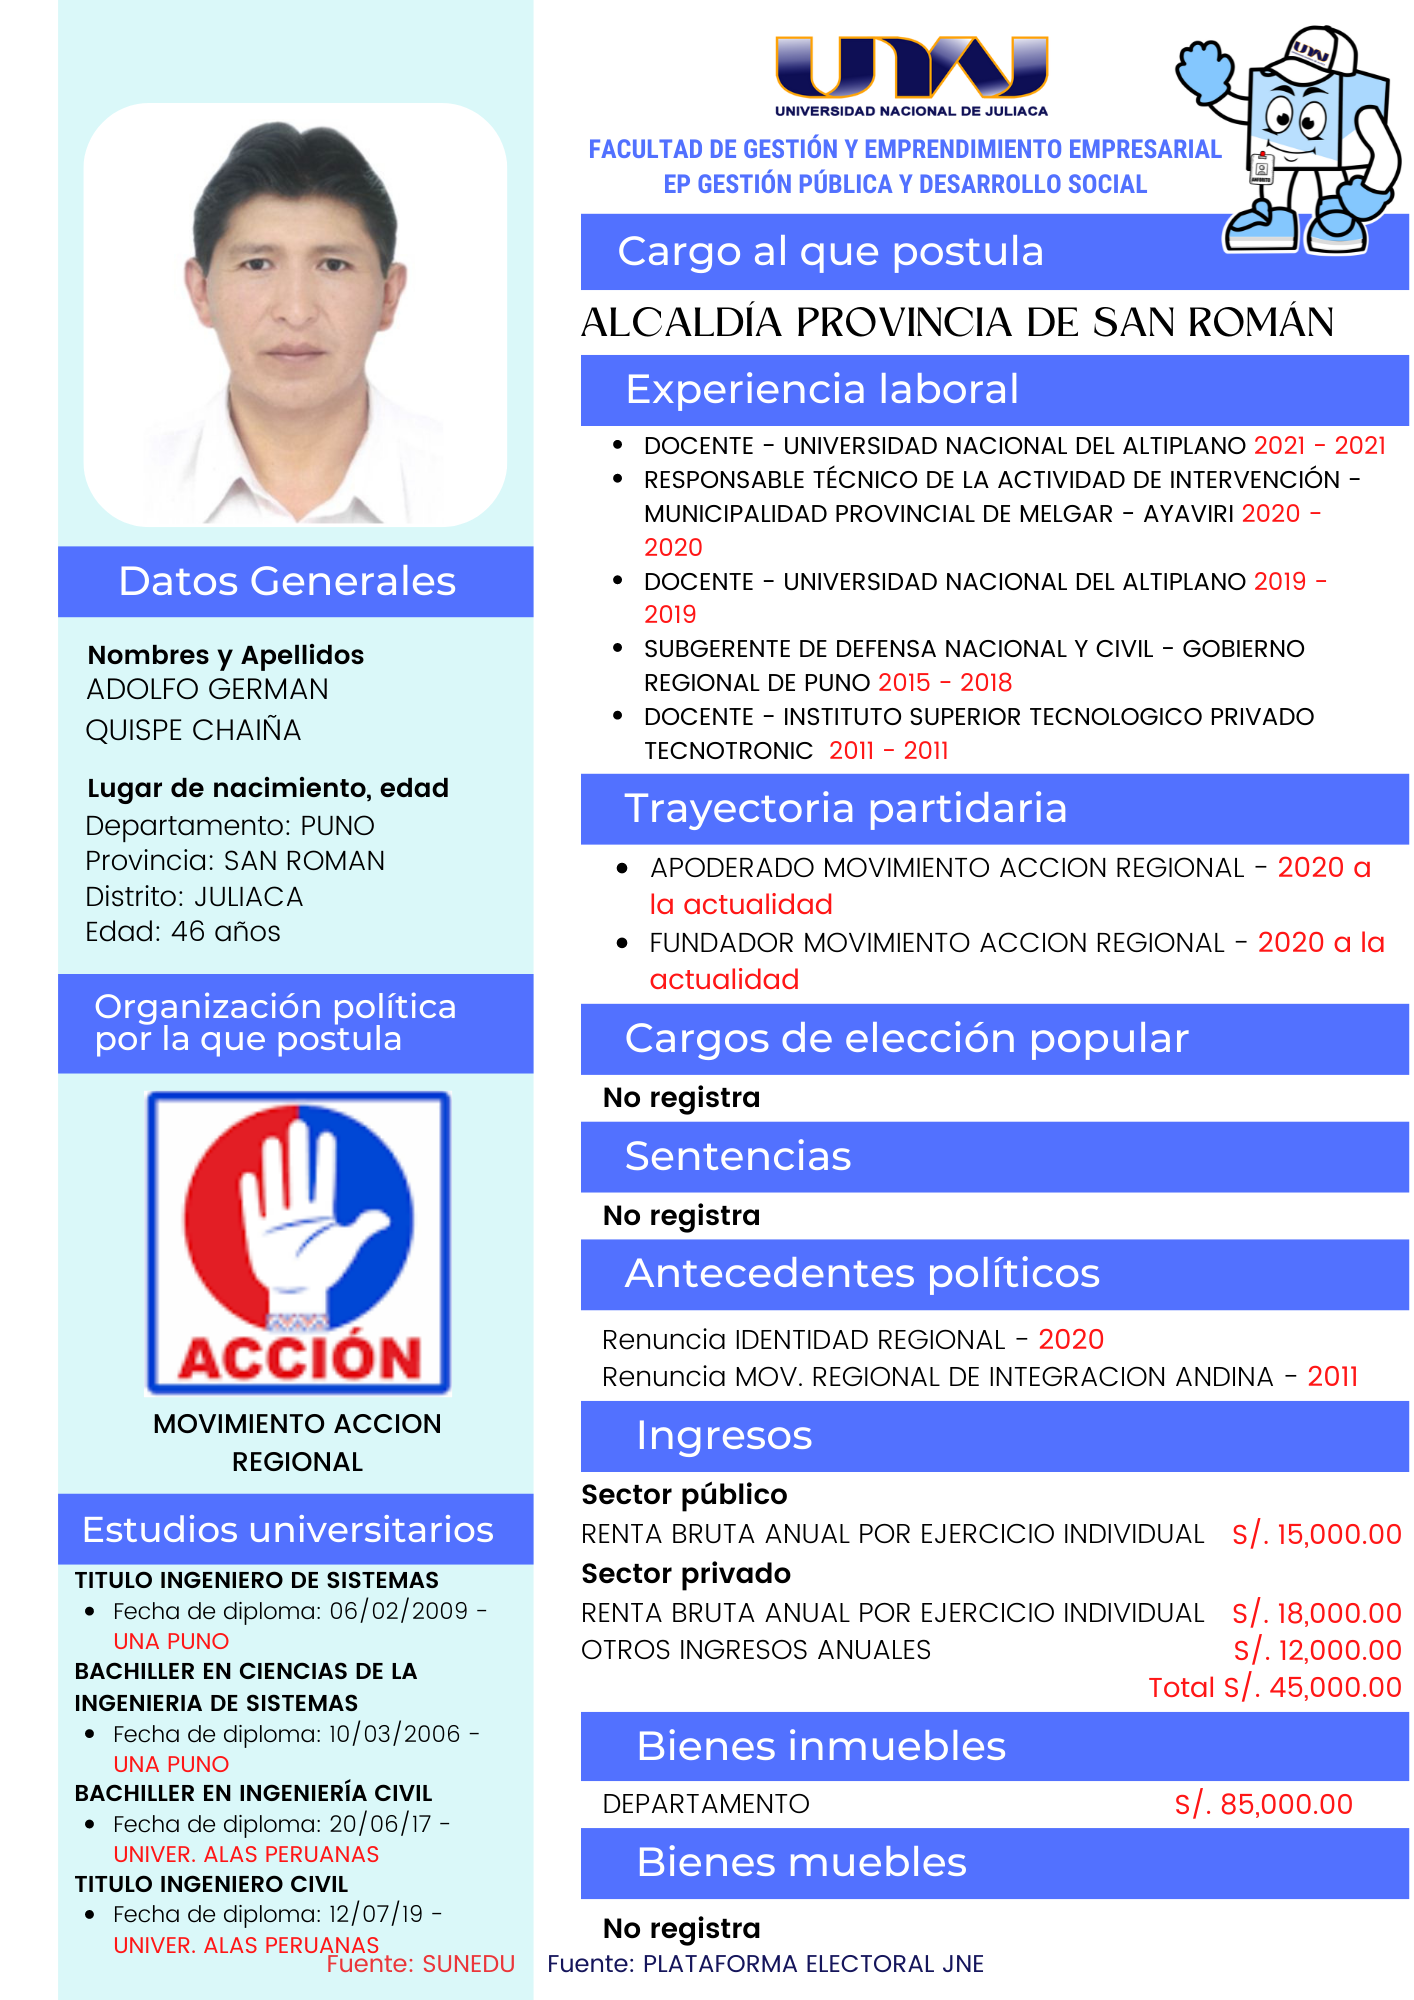 UNAJ
UNIVERSIDAD NACIONAL DE JULIACA
FACULTAD DE GESTIÓN Y EMPRENDIMIENTO EMPRESARIAL
EP GESTIÓN PÚBLICA Y DESARROLLO SOCIAL
UNAJ
ANFORITO
Datos Generales
Nombres y Apellidos
ADOLFO GERMAN
QUISPE CHAIÑA
Lugar de nacimiento, edad
Departamento: PUNO
Provincia: SAN ROMAN
Distrito: JULIACA
Edad: 46 años
Organización política
por la que postula
ACCIÓN
MOVIMIENTO ACCION
REGIONAL
Estudios universitarios
TITULO INGENIERO DE SISTEMAS
• Fecha de diploma: 06/02/2009 -
UNA PUNO
BACHILLER EN CIENCIAS DE LA
INGENIERIA DE SISTEMAS
• Fecha de diploma: 10/03/2006 -
UNA PUNO
BACHILLER EN INGENIERÍA CIVIL
• Fecha de diploma: 20/06/17 -
UNIVER. ALAS PERUANAS
TITULO INGENIERO CIVIL
• Fecha de diploma: 12/07/19 -
UNIVER. ALAS PERUANAS
Fuente: SUNEDU
Cargo al que postula
ALCALDÍA PROVINCIA DE SAN ROMÁN
Experiencia laboral
• DOCENTE - UNIVERSIDAD NACIONAL DEL ALTIPLANO 2021 - 2021
• RESPONSABLE TÉCNICO DE LA ACTIVIDAD DE INTERVENCIÓN -
MUNICIPALIDAD PROVINCIAL DE MELGAR - AYAVIRI 2020 -
2020
• DOCENTE - UNIVERSIDAD NACIONAL DEL ALTIPLANO 2019 -
2019
• SUBGERENTE DE DEFENSA NACIONAL Y CIVIL - GOBIERNO
REGIONAL DE PUNO 2015 - 2018
• DOCENTE - INSTITUTO SUPERIOR TECNOLOGICO PRIVADO
TECNOTRONIC 2011 - 2011
Trayectoria partidaria
• APODERADO MOVIMIENTO ACCION REGIONAL - 2020 a
la actualidad
• FUNDADOR MOVIMIENTO ACCION REGIONAL - 2020 a la
actualidad
Cargos de elección popular
No registra
Sentencias
No registra
Antecedentes políticos
Renuncia IDENTIDAD REGIONAL - 2020
Renuncia MOV. REGIONAL DE INTEGRACION ANDINA - 2011
Ingresos
Sector público
RENTA BRUTA ANUAL POR EJERCICIO INDIVIDUAL S/. 15,000.00
Sector privado
RENTA BRUTA ANUAL POR EJERCICIO INDIVIDUAL S/. 18,000.00
OTROS INGRESOS ANUALES S/. 12,000.00
Total S/. 45,000.00
Bienes inmuebles
DEPARTAMENTO S/. 85,000.00
Bienes muebles
No registra
Fuente: PLATAFORMA ELECTORAL JNE